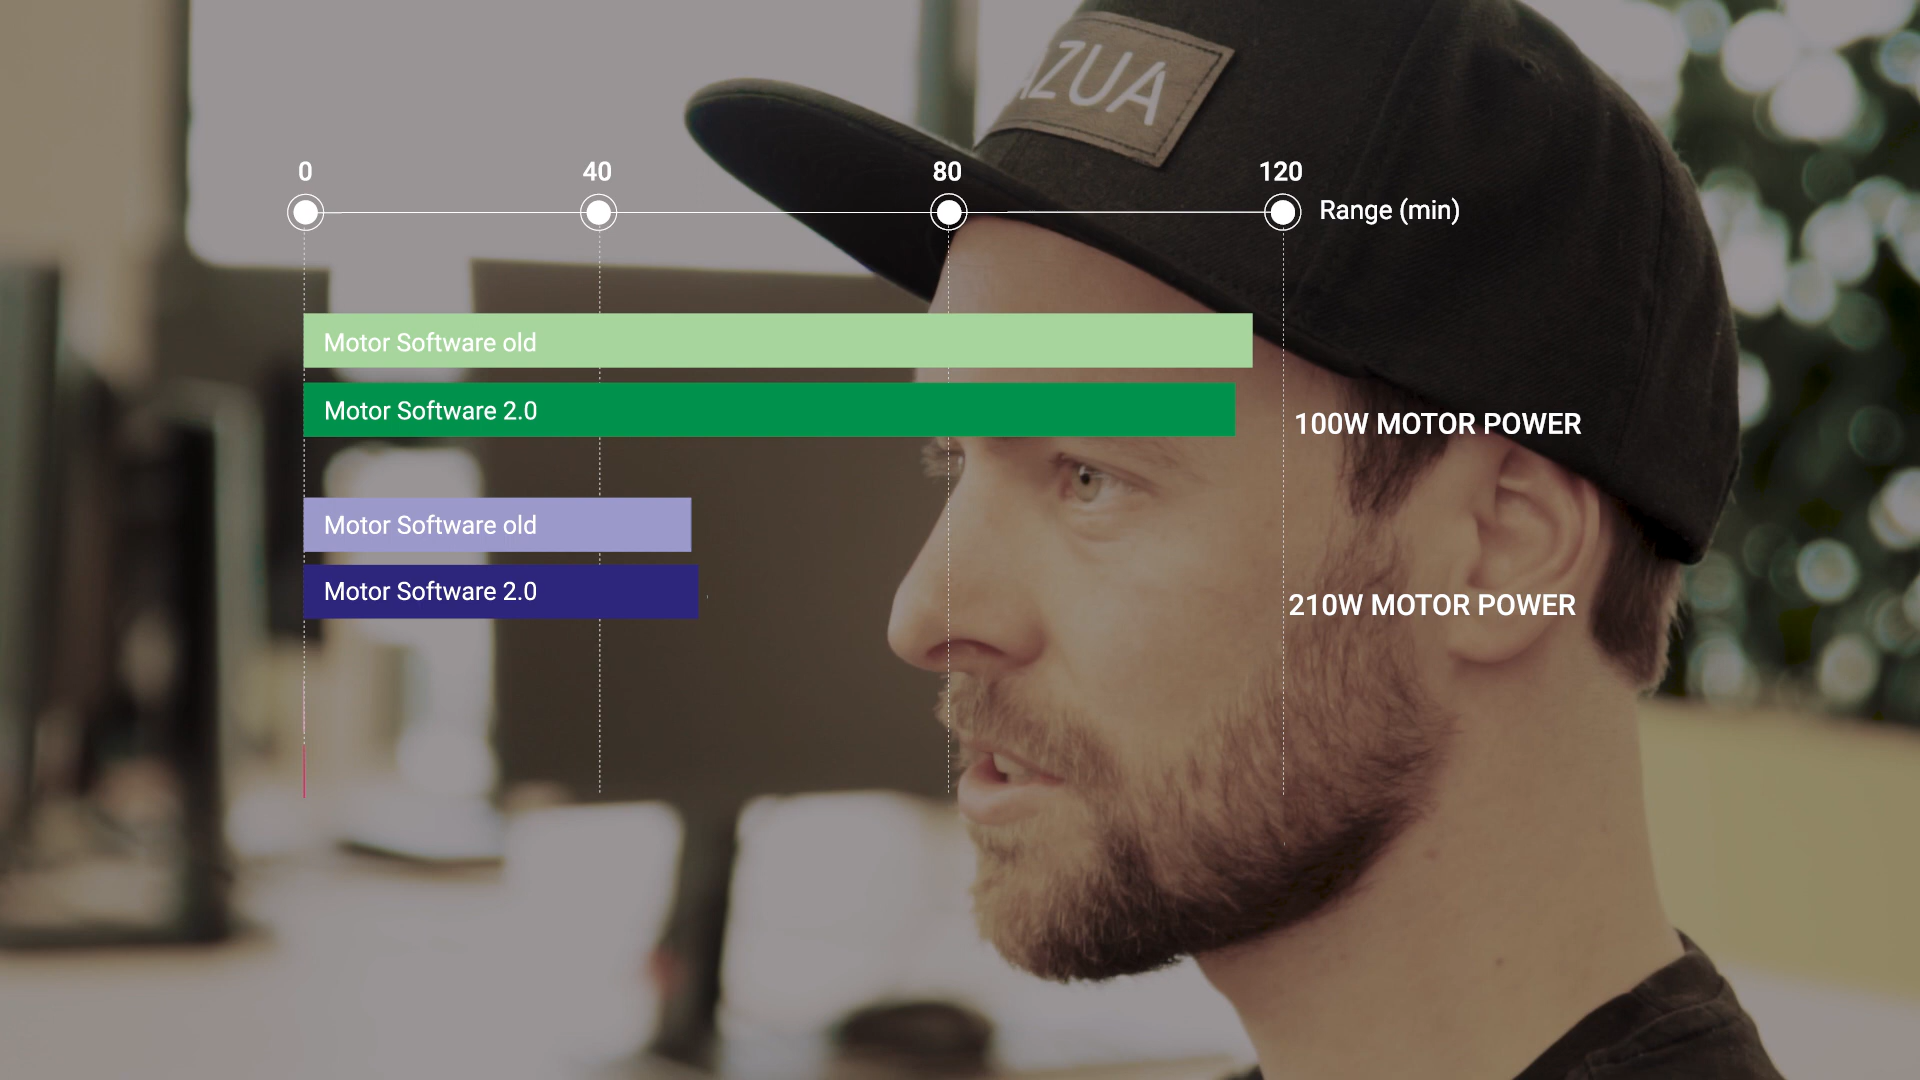 AZUA
0 40 80 120
Range (min)
Motor Software old
Motor Software 2.0
100W MOTOR POWER
Motor Software old
Motor Software 2.0
210W MOTOR POWER